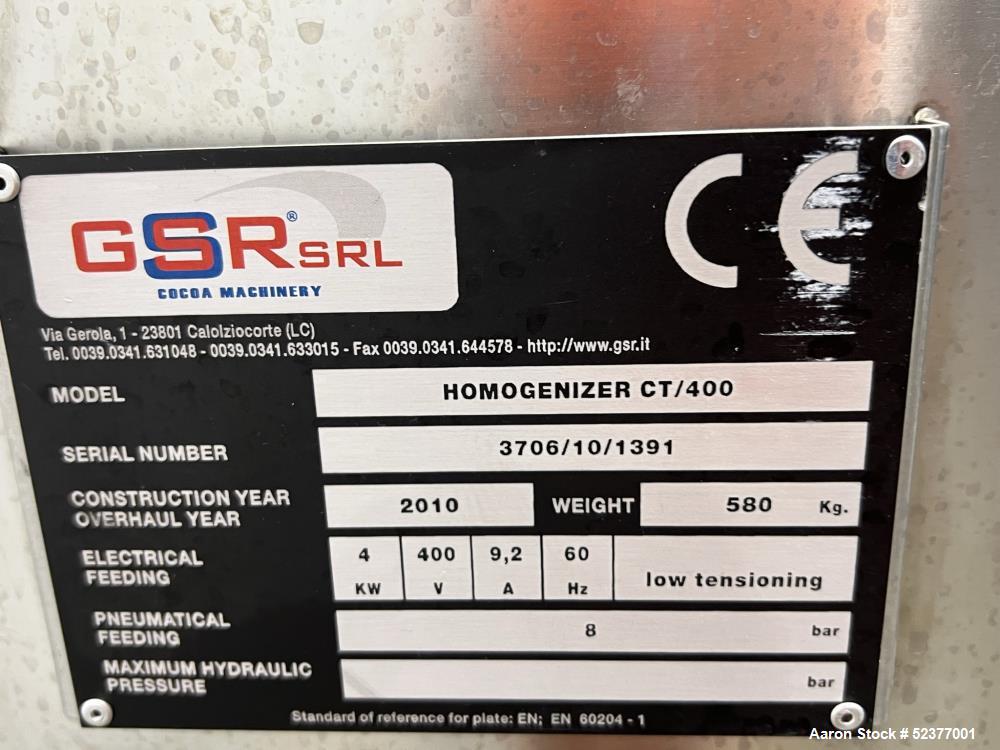 GSR® SRL
COCOA MACHINERY
CE
Via Gerola, 1 - 23801 Calolziocorte (LC)
Tel. 0039.0341.631048 - 0039.0341.633015 - Fax 0039.0341.644578 - http://www.gsr.it
MODEL HOMOGENIZER CT/400
SERIAL NUMBER 3706/10/1391
CONSTRUCTION YEAR
OVERHAUL YEAR 2010 WEIGHT 580 Kg.
ELECTRICAL
FEEDING 4 KW 400 V 9,2 A 60 Hz low tensioning
PNEUMATICAL
FEEDING 8 bar
MAXIMUM HYDRAULIC
PRESSURE bar
Standard of reference for plate: EN; EN 60204 - 1
Aaron Stock # 52377001